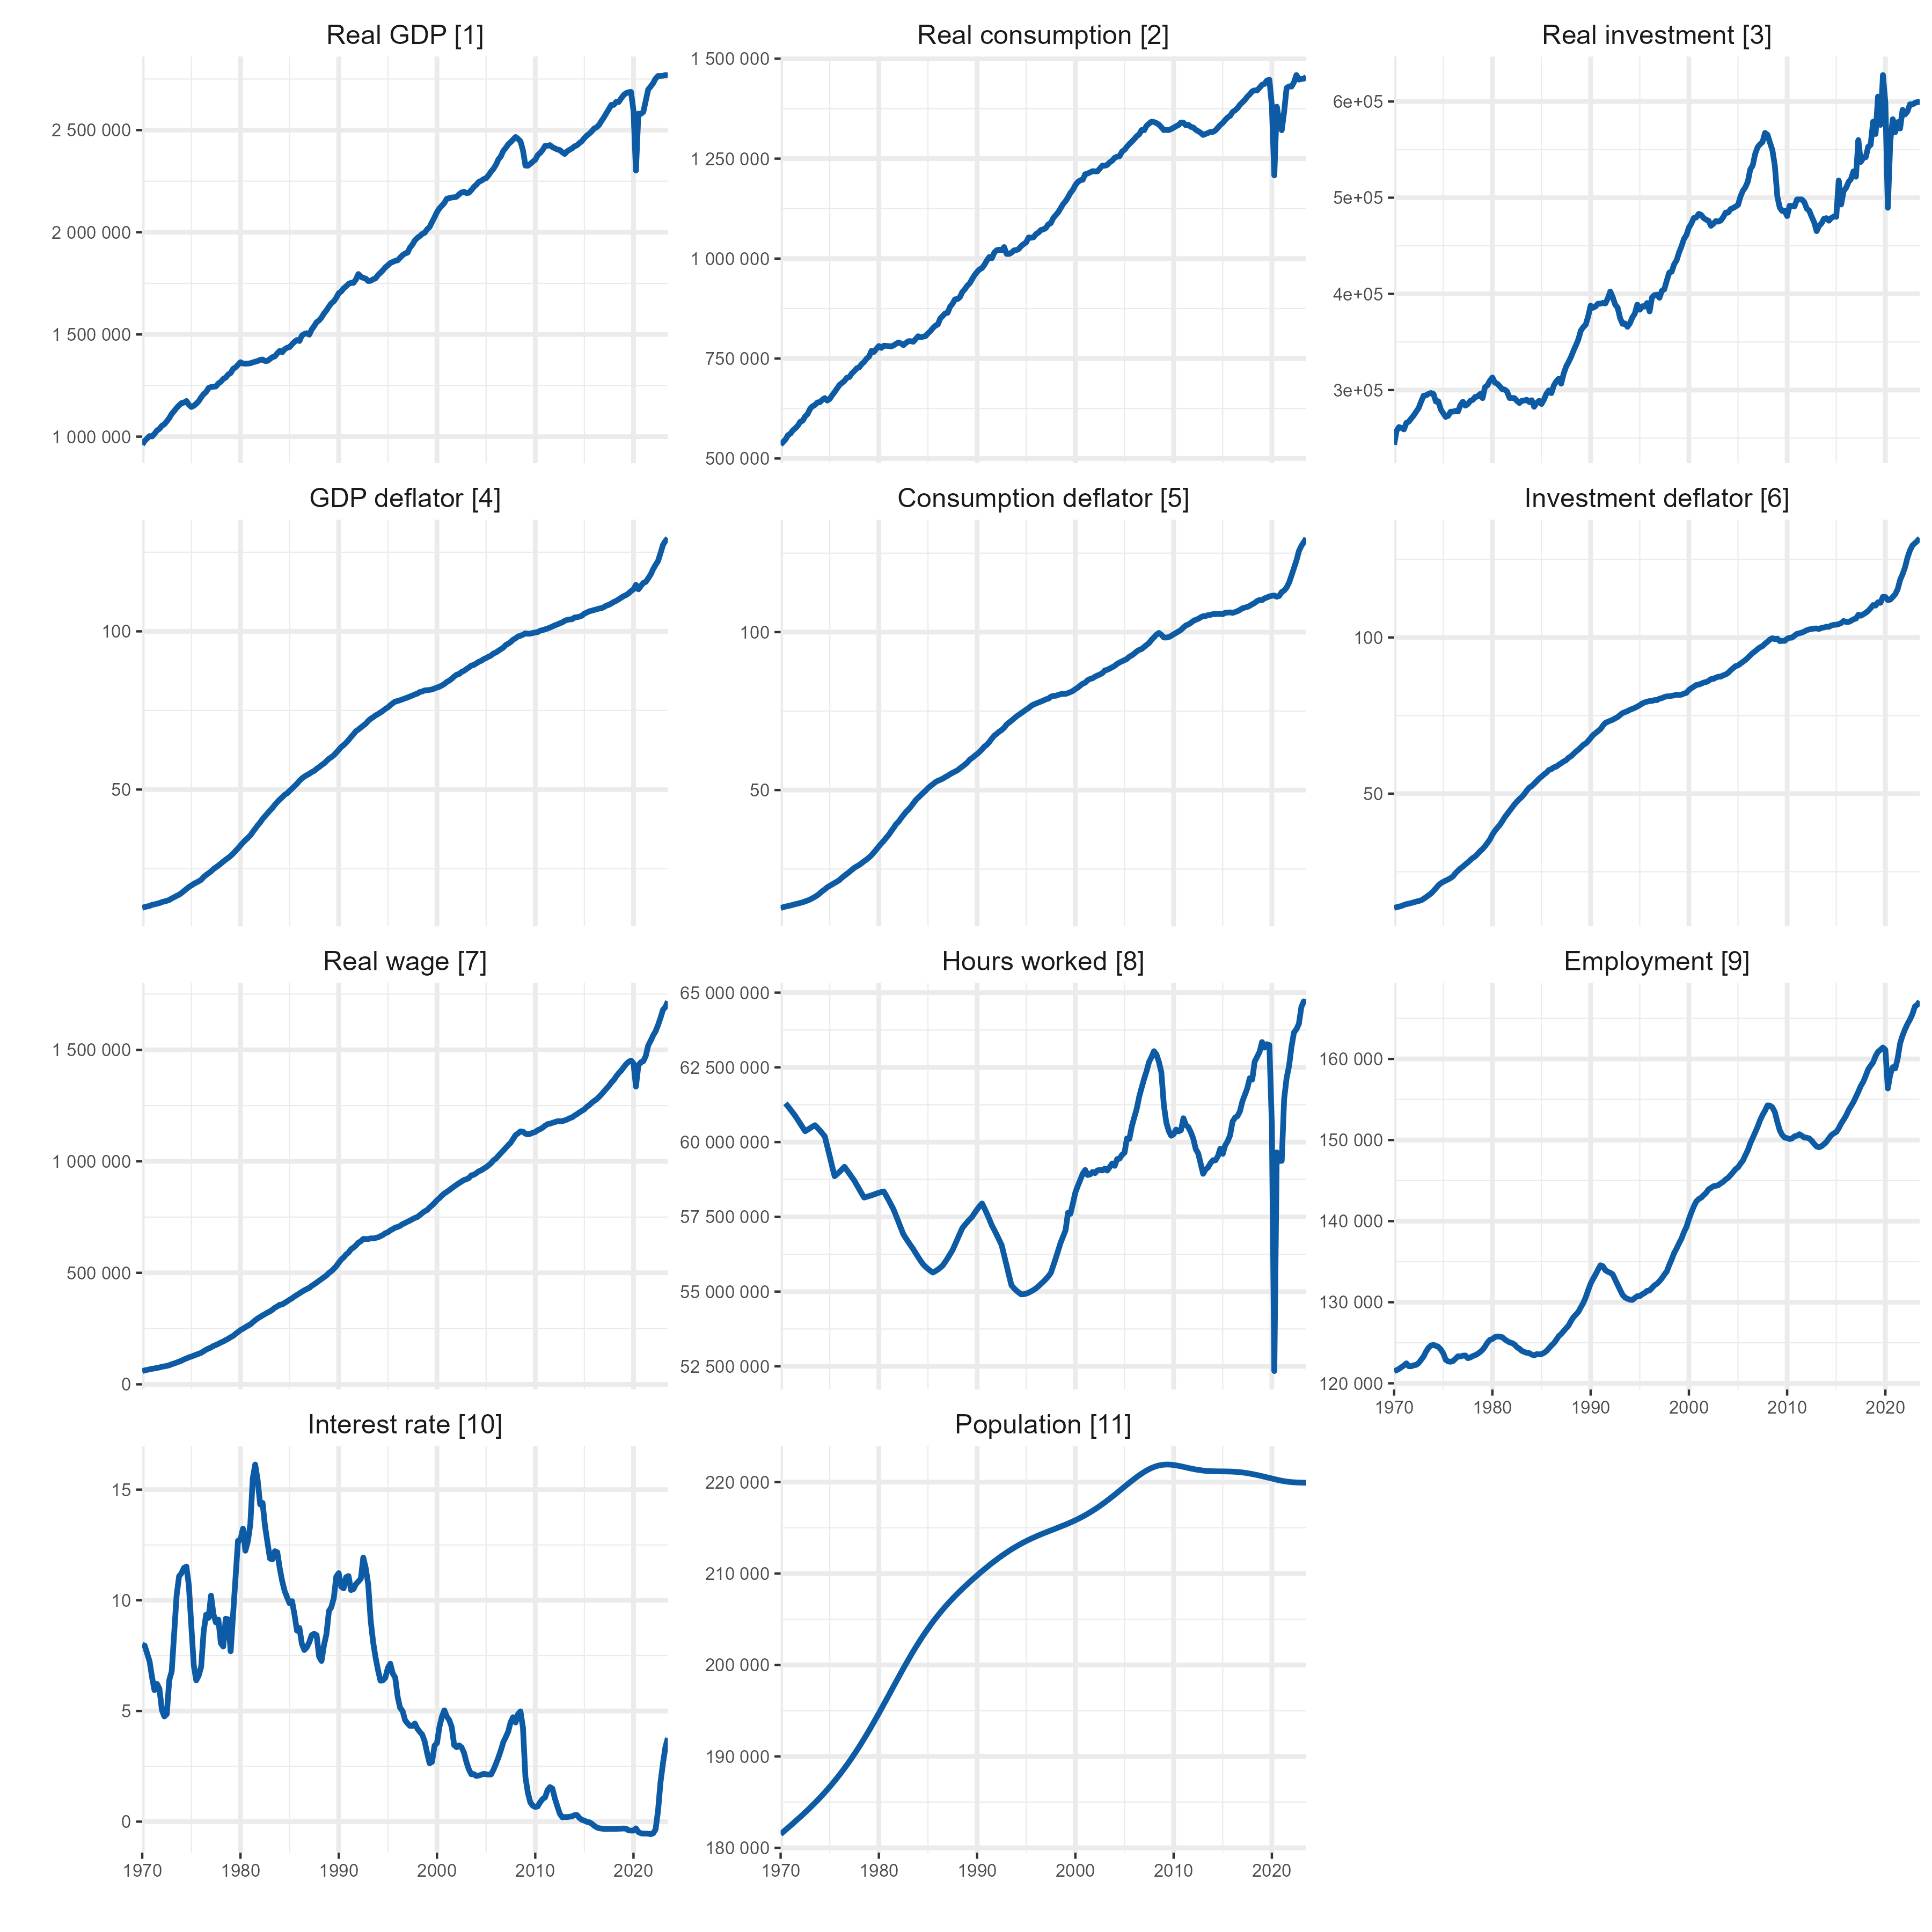 Real GDP [1]
Real consumption [2]
Real investment [3]
2 500 000
2 000 000
1 500 000
1 000 000
1 500 000
1 250 000
1 000 000
750 000
500 000
6e+05
5e+05
4e+05
3e+05
GDP deflator [4]
Consumption deflator [5]
Investment deflator [6]
100
50
100
50
100
50
Real wage [7]
Hours worked [8]
Employment [9]
1 500 000
1 000 000
500 000
0
65 000 000
62 500 000
60 000 000
57 500 000
55 000 000
52 500 000
160 000
150 000
140 000
130 000
120 000
1970 1980 1990 2000 2010 2020
Interest rate [10]
Population [11]
15
10
5
0
220 000
210 000
200 000
190 000
180 000
1970 1980 1990 2000 2010 2020
1970 1980 1990 2000 2010 2020